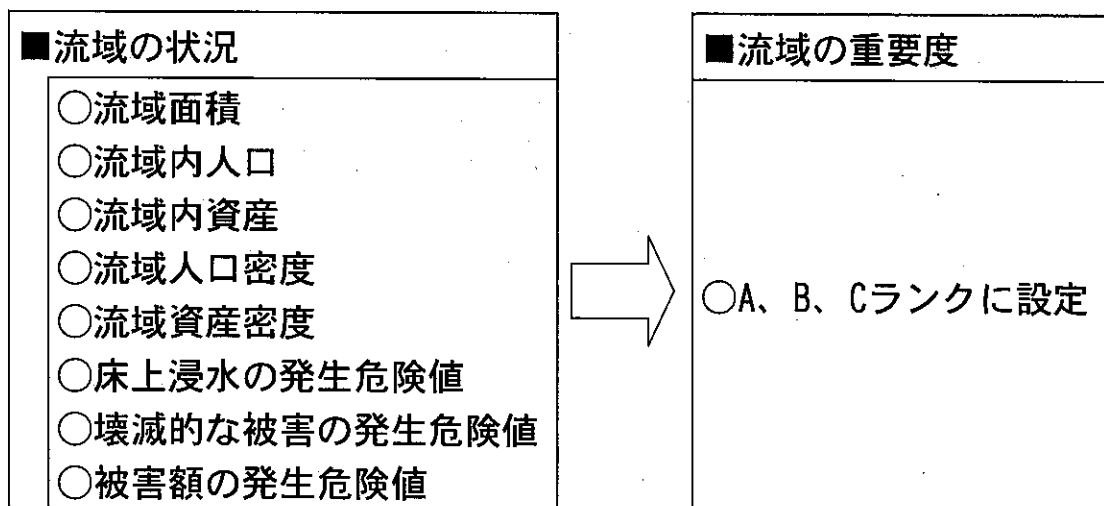 ■流域の状況
○流域面積
○流域内人口
○流域内資産
○流域人口密度
○流域資産密度
○床上浸水の発生危険値
○壊滅的な被害の発生危険値
○被害額の発生危険値
■流域の重要度
○A、B、Cランクに設定